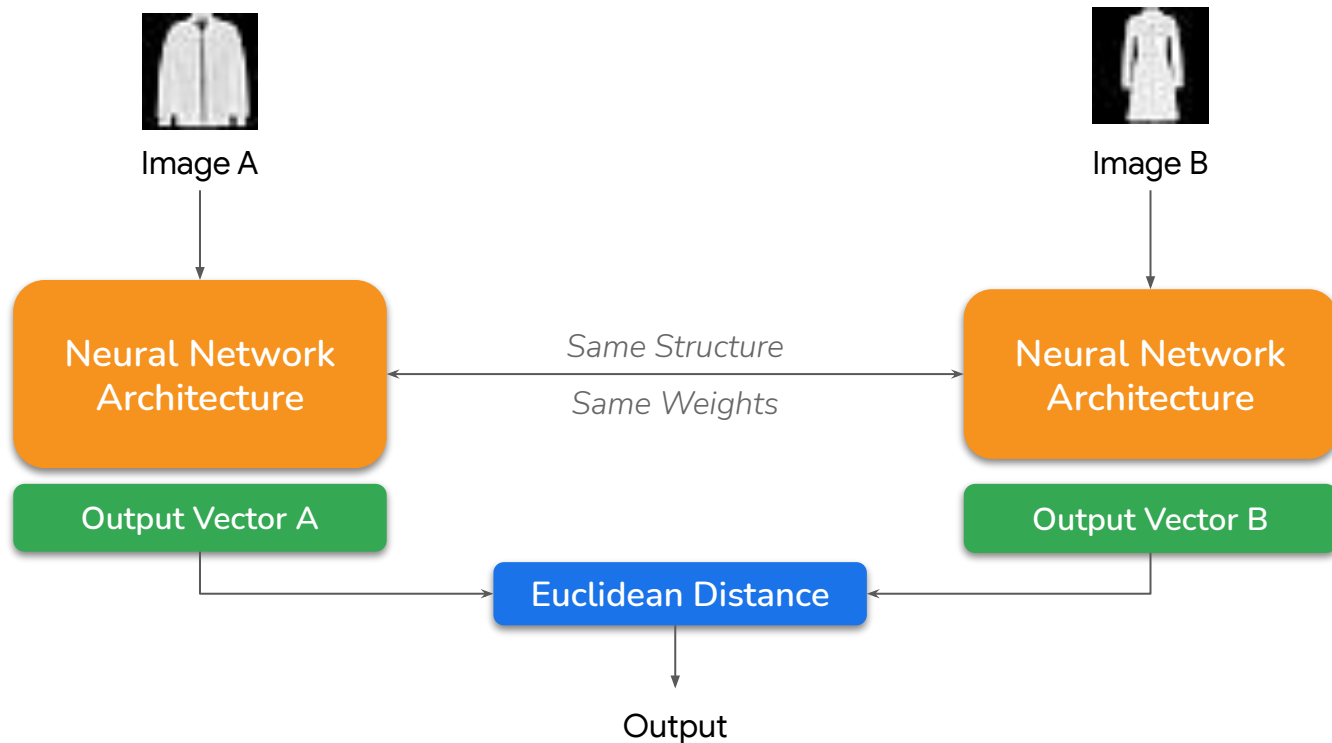 Image A
Image B
Neural Network
Architecture
Same Structure
Same Weights
Neural Network
Architecture
Output Vector A
Output Vector B
Euclidean Distance
Output